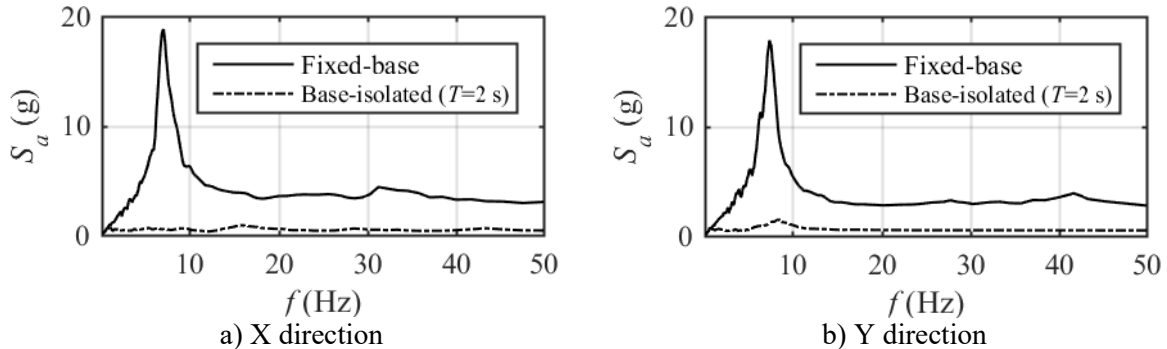 20
10
0
S_a (g)
Fixed-base
Base-isolated (T=2 s)
10 20 30 40 50
f (Hz)
a) X direction
20
10
0
S_a (g)
Fixed-base
Base-isolated (T=2 s)
10 20 30 40 50
f (Hz)
b) Y direction